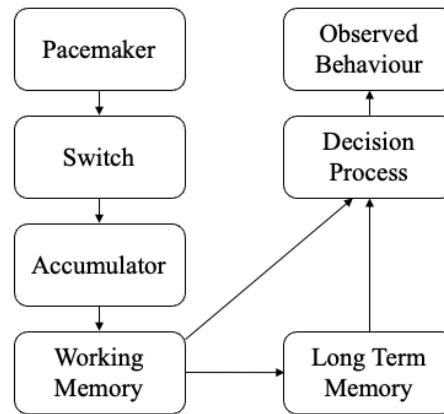 Pacemaker
Switch
Accumulator
Working
Memory
Long Term
Memory
Decision
Process
Observed
Behaviour